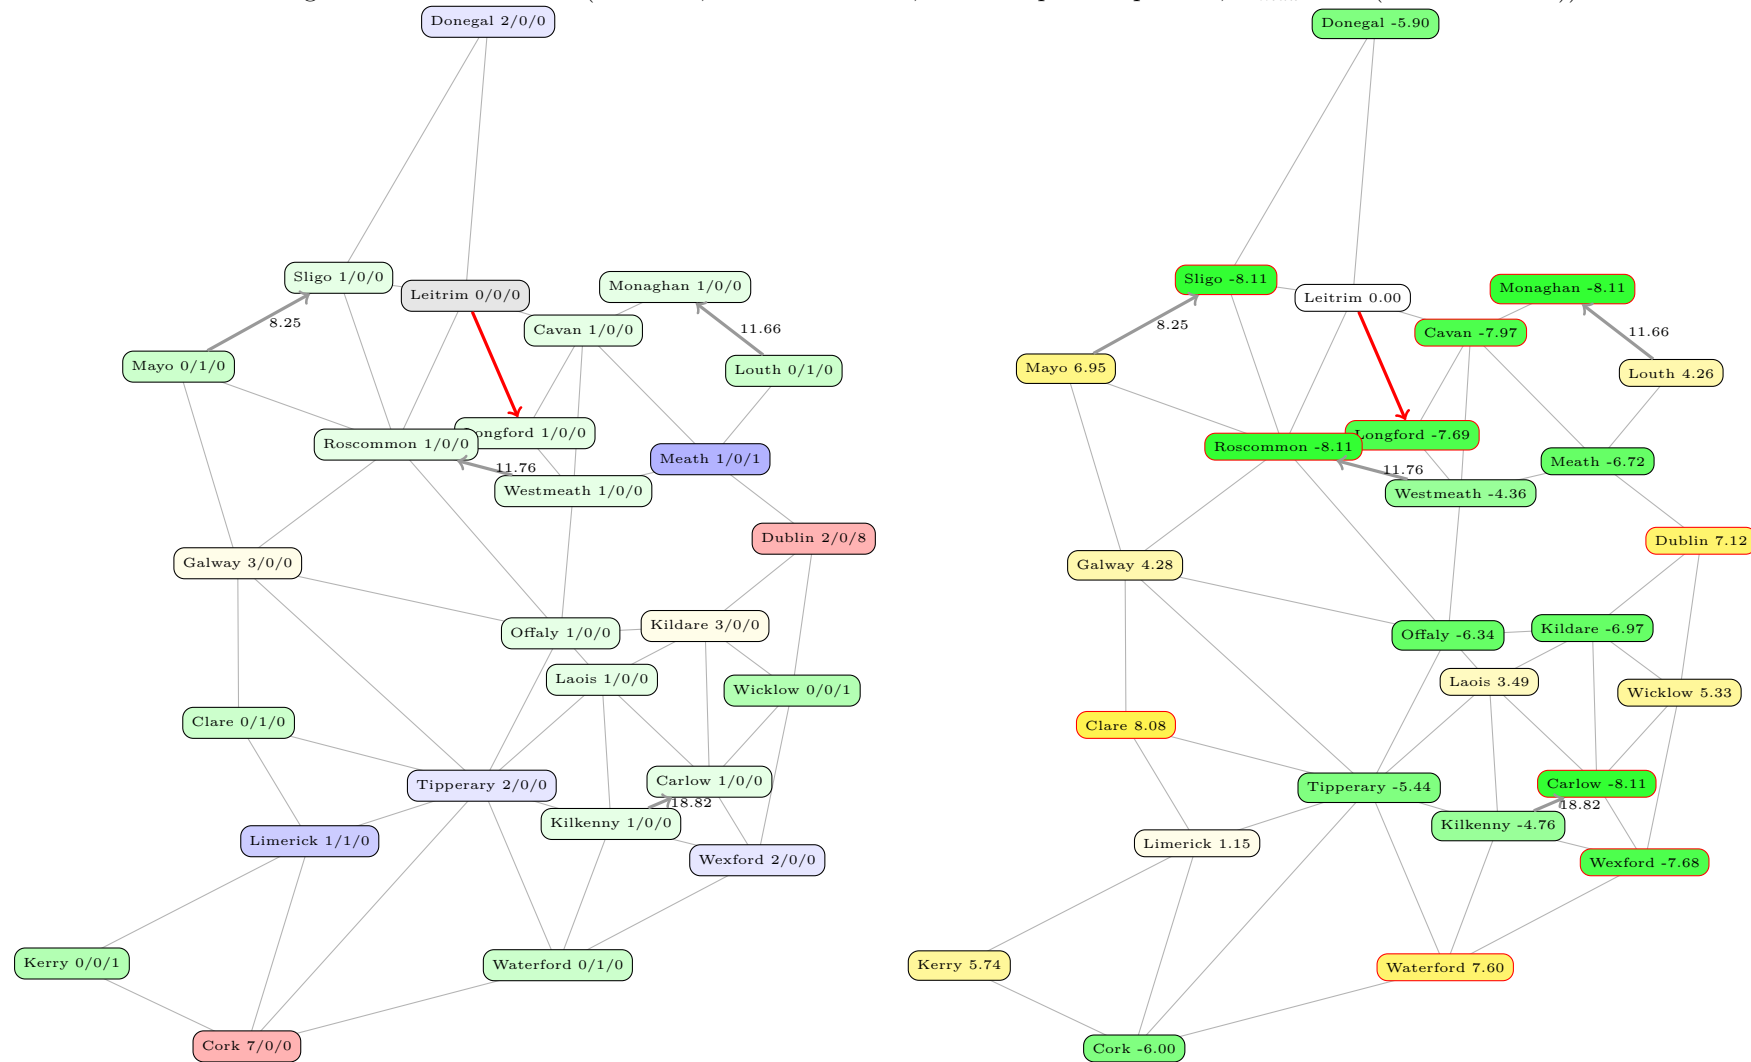 Donegal 2/0/0
Sligo 1/0/0
Leitrim 0/0/0
Monaghan 1/0/0
8.25
Cavan 1/0/0
11.66
Mayo 0/1/0
Louth 0/1/0
ongford 1/0/0
Roscommon 1/0/0
Meath 1/0/1
11.76
Westmeath 1/0/0
Dublin 2/0/8
Galway 3/0/0
Kildare 3/0/0
Offaly 1/0/0
Laois 1/0/0
Wicklow 0/0/1
Clare 0/1/0
Tipperary 2/0/0
Carlow 1/0/0
18.82
Kilkenny 1/0/0
Limerick 1/1/0
Wexford 2/0/0
Kerry 0/0/1
Waterford 0/1/0
Cork 7/0/0
Donegal -5.90
Sligo -8.11
Leitrim 0.00
Monaghan -8.11
8.25
Cavan -7.97
11.66
Mayo 6.95
Louth 4.26
Longford -7.69
Roscommon -8.11
Meath -6.72
11.76
Westmeath -4.36
Dublin 7.12
Galway 4.28
Kildare -6.97
Offaly -6.34
Laois 3.49
Wicklow 5.33
Clare 8.08
Tipperary -5.44
Carlow -8.11
18.82
Kilkenny -4.76
Limerick 1.15
Wexford -7.68
Kerry 5.74
Waterford 7.60
Cork -6.00